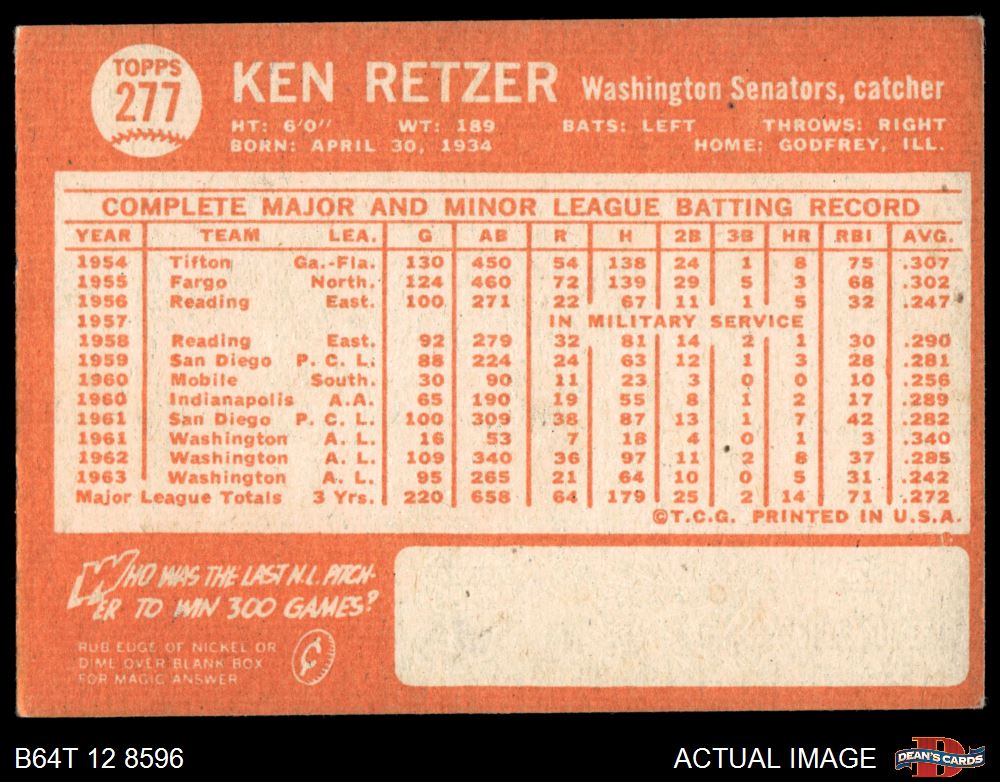 TOPPS
277
KEN RETZER Washington Senators, catcher
HT: 6'0" WT: 189 BATS: LEFT THROWS: RIGHT
BORN: APRIL 30, 1934 HOME: GODFREY, ILL.
COMPLETE MAJOR AND MINOR LEAGUE BATTING RECORD
YEAR TEAM LEA. G AB R H 2B 3B HR RBI AVG.
1954 Tifton Ga.-Fla. 130 450 54 138 24 1 8 75 .307
1955 Fargo North. 124 460 72 139 29 5 3 68 .302
1956 Reading East. 100 271 22 67 11 1 5 32 .247
1957 IN MILITARY SERVICE
1958 Reading East. 92 279 32 81 14 2 1 30 .290
1959 San Diego P. C. L. 88 224 24 63 12 1 3 28 .281
1960 Mobile South. 30 90 11 23 3 0 0 10 .256
1960 Indianapolis A.A. 65 190 19 55 8 1 2 17 .289
1961 San Diego P. C. L. 100 309 38 87 13 1 7 42 .282
1961 Washington A. L. 16 53 7 18 4 0 1 3 .340
1962 Washington A. L. 109 340 36 97 11 2 8 37 .285
1963 Washington A. L. 95 265 21 64 10 0 5 31 .242
Major League Totals 3 Yrs. 220 658 64 179 25 2 14 71 .272
©T.C.G. PRINTED IN U.S.A.
WHO WAS THE LAST N.L. PITCH-
ER TO WIN 300 GAMES?
RUB EDGE OF NICKEL OR
DIME OVER BLANK BOX
FOR MAGIC ANSWER
B64T 12 8596 ACTUAL IMAGE D DEAN'S CARDS